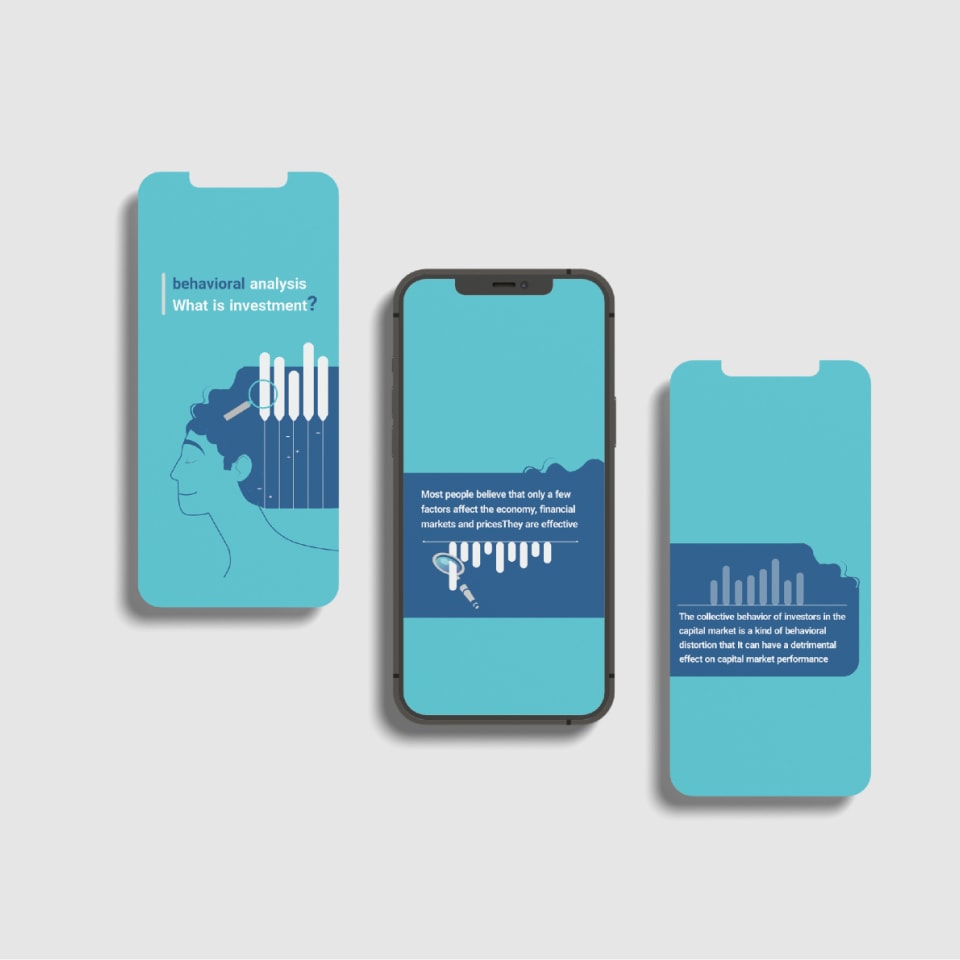 behavioral analysis
What is investment?
Most people believe that only a few
factors affect the economy, financial
markets and pricesThey are effective
The collective behavior of investors in the
capital market is a kind of behavioral
distortion that It can have a detrimental
effect on capital market performance